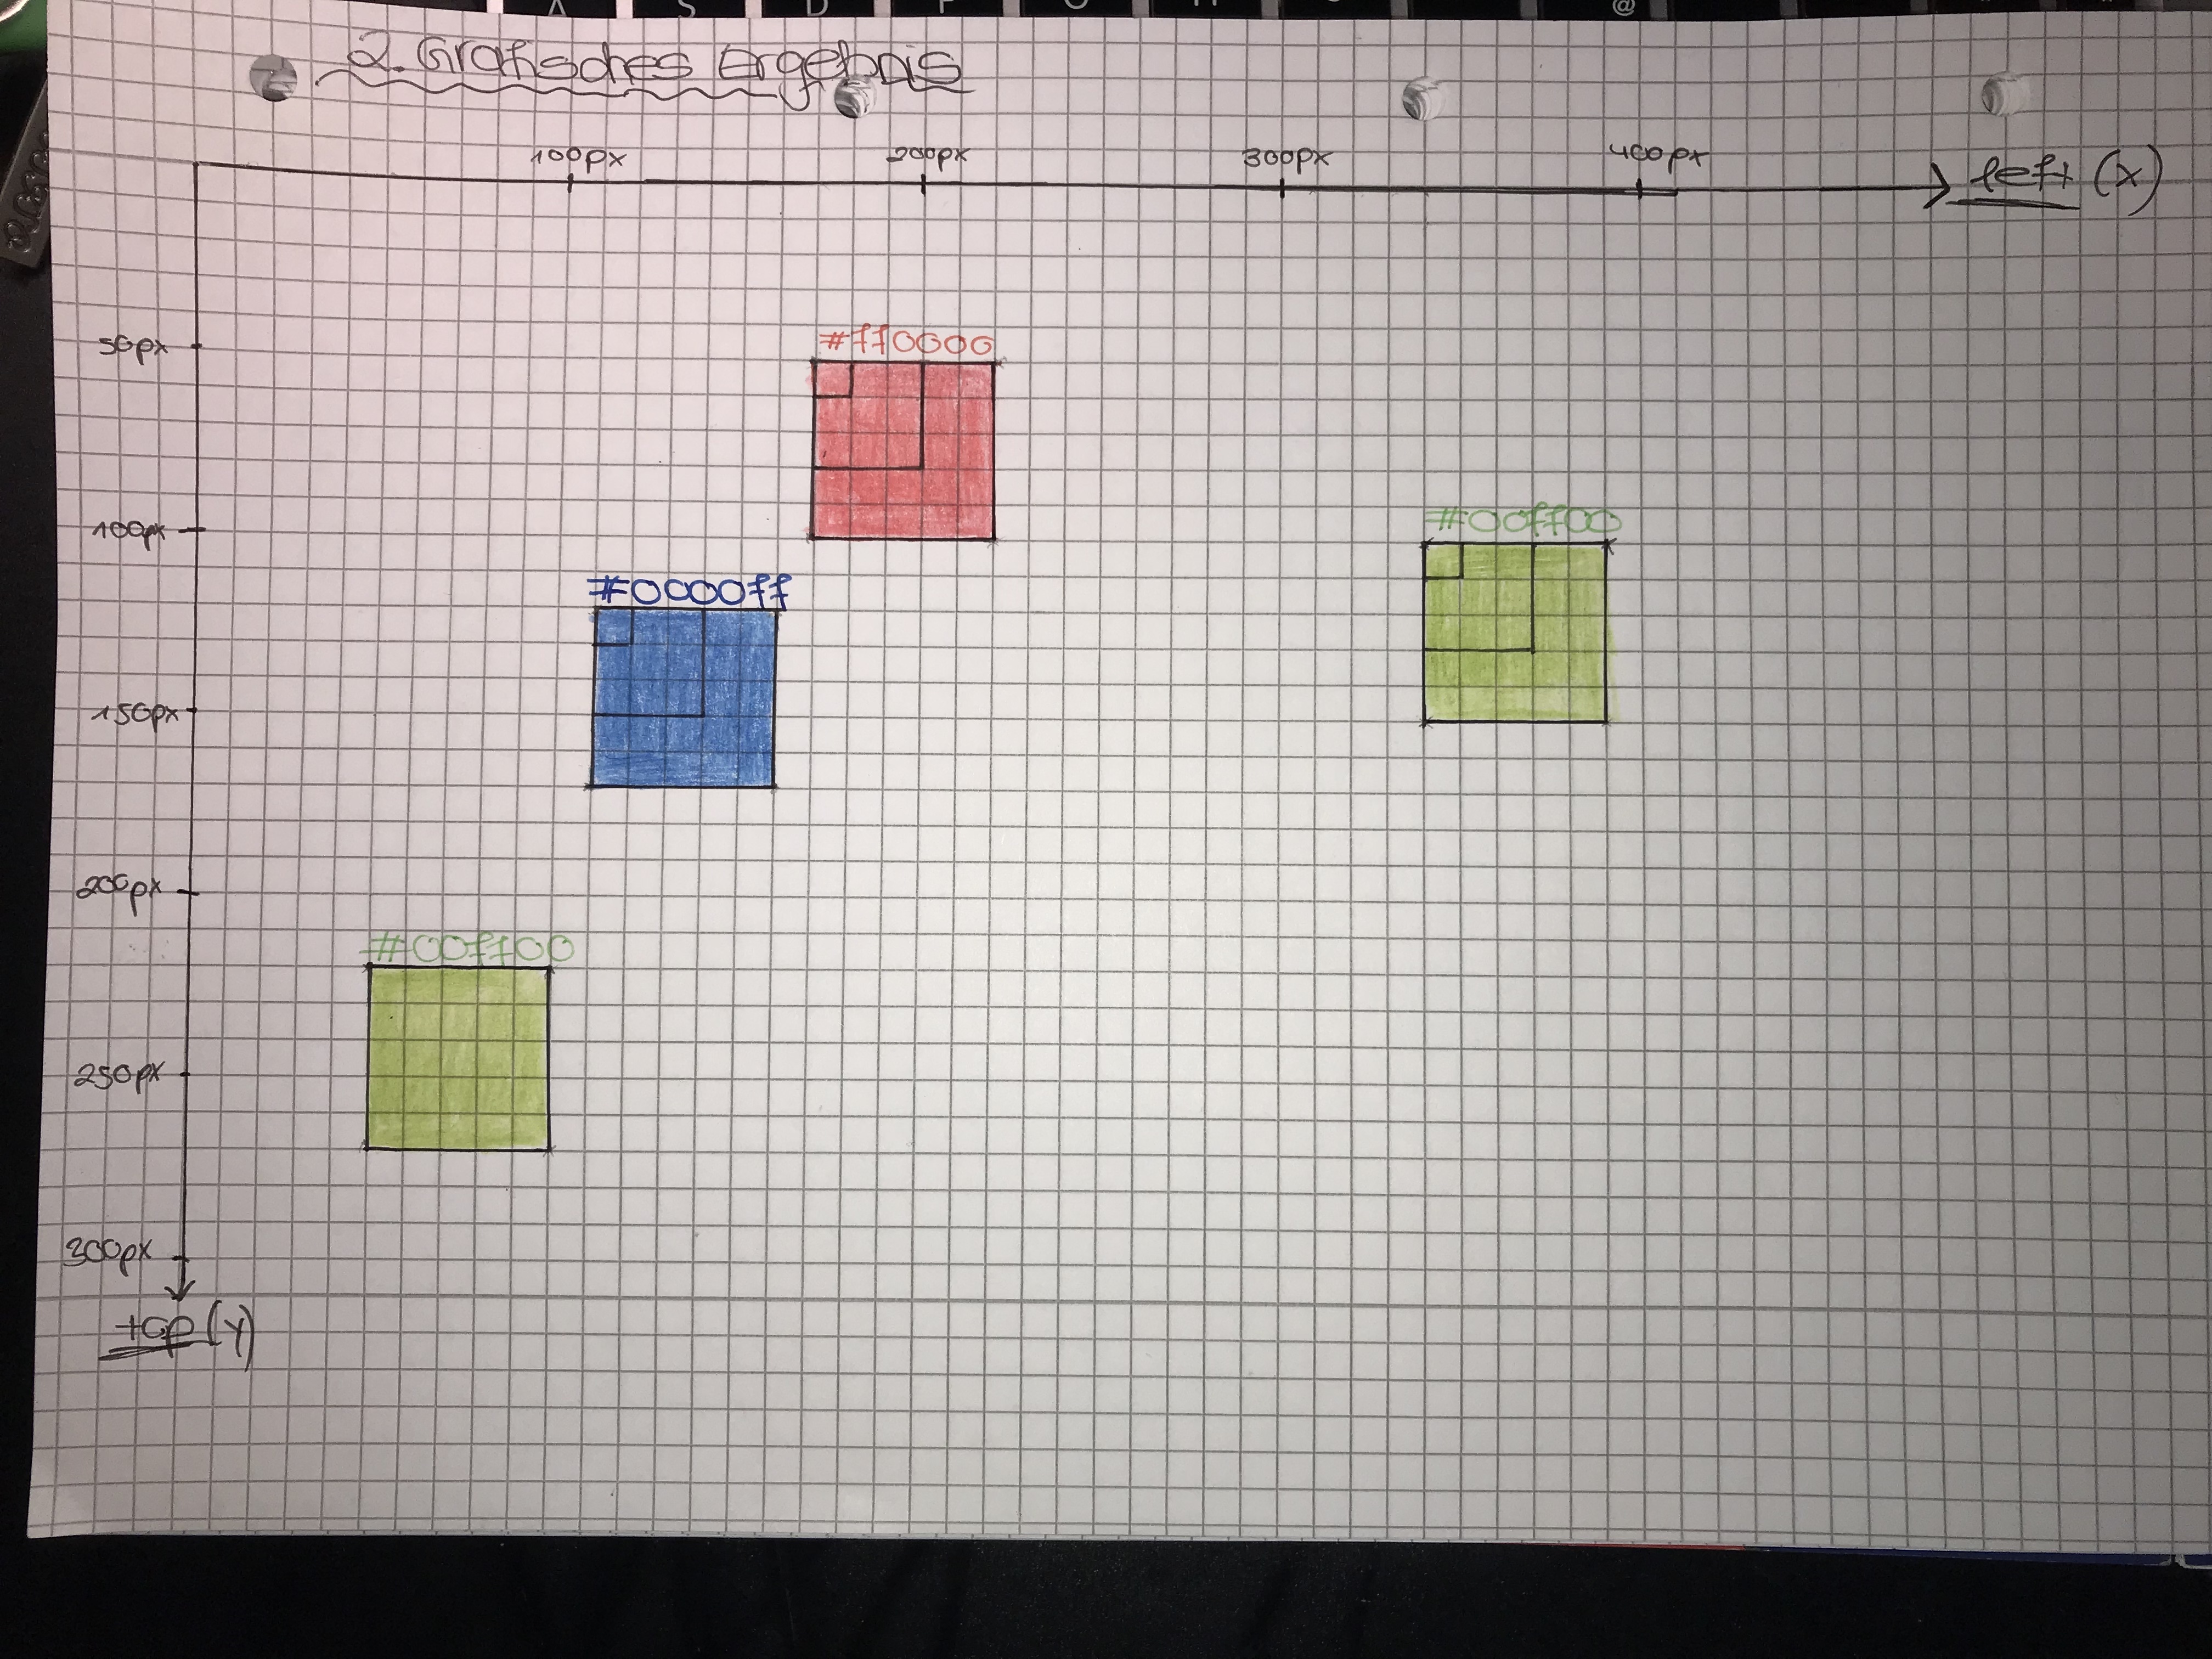 2. Grafisches Ergebnis
100px 200px 300px 400px left (x)
50px
#ff0000
100px
#00ff00
#0000ff
150px
200px
#00ff00
250px
300px
top (y)